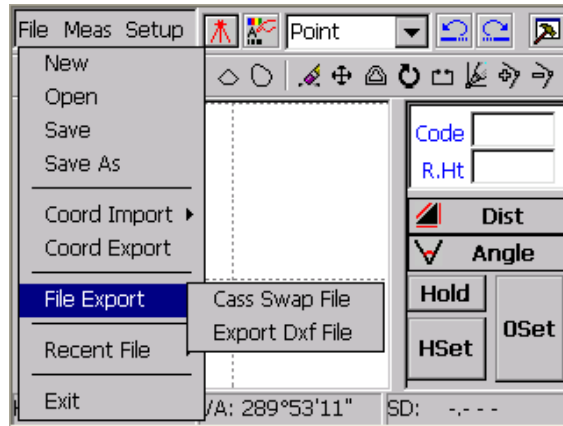 File Meas Setup Point
New
Open
Save
Save As
Coord Import
Coord Export
File Export
Recent File
Exit
Cass Swap File
Export Dxf File
Code
R.Ht
Dist
Angle
Hold
HSet
0Set
/A: 289°53'11" SD: -.---